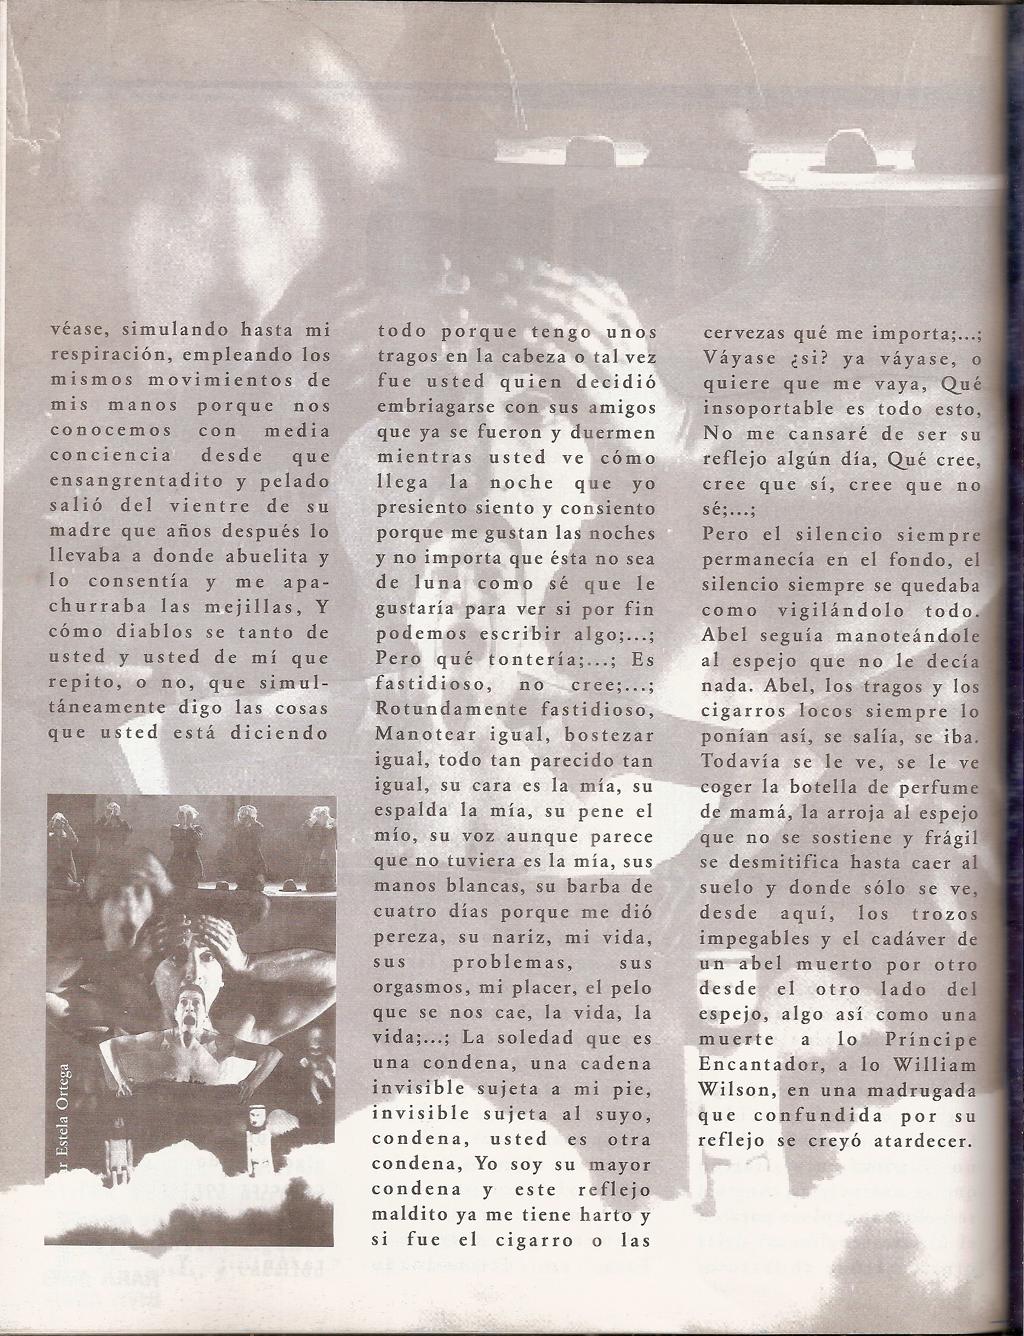 véase, simulando hasta mi
respiración, empleando los
mismos movimientos de
mis manos porque nos
conocemos con media
conciencia desde que
ensangrentadito y pelado
salió del vientre de su
madre que años después lo
llevaba a donde abuelita y
lo consentía y me apa-
churraba las mejillas, Y
cómo diablos se tanto de
usted y usted de mí que
repito, o no, que simul-
táneamente digo las cosas
que usted está diciendo
Estela Ortega
todo porque tengo unos
tragos en la cabeza o tal vez
fue usted quien decidió
embriagarse con sus amigos
que ya se fueron y duermen
mientras usted ve cómo
llega la noche que yo
presiento siento y consiento
porque me gustan las noches
y no importa que ésta no sea
de luna como sé que le
gustaría para ver si por fin
podemos escribir algo;...;
Pero qué tontería;...; Es
fastidioso, no cree;...;
Rotundamente fastidioso,
Manotear igual, bostezar
igual, todo tan parecido tan
igual, su cara es la mía, su
espalda la mía, su pene el
mío, su voz aunque parece
que no tuviera es la mía, sus
manos blancas, su barba de
cuatro días porque me dió
pereza, su nariz, mi vida,
sus problemas, sus
orgasmos, mi placer, el pelo
que se nos cae, la vida, la
vida;...; La soledad que es
una condena, una cadena
invisible sujeta a mi pie,
invisible sujeta al suyo,
condena, usted es otra
condena, Yo soy su mayor
condena y este reflejo
maldito ya me tiene harto y
si fue el cigarro o las
cervezas qué me importa;...;
Váyase ¿si? ya váyase, o
quiere que me vaya, Qué
insoportable es todo esto,
No me cansaré de ser su
reflejo algún día, Qué cree,
cree que sí, cree que no
sé;...;
Pero el silencio siempre
permanecía en el fondo, el
silencio siempre se quedaba
como vigilándolo todo.
Abel seguía manoteándole
al espejo que no le decía
nada. Abel, los tragos y los
cigarros locos siempre lo
ponían así, se salía, se iba.
Todavía se le ve, se le ve
coger la botella de perfume
de mamá, la arroja al espejo
que no se sostiene y frágil
se desmitifica hasta caer al
suelo y donde sólo se ve,
desde aquí, los trozos
impegables y el cadáver de
un abel muerto por otro
desde el otro lado del
espejo, algo así como una
muerte a lo Príncipe
Encantador, a lo William
Wilson, en una madrugada
que confundida por su
reflejo se creyó atardecer.